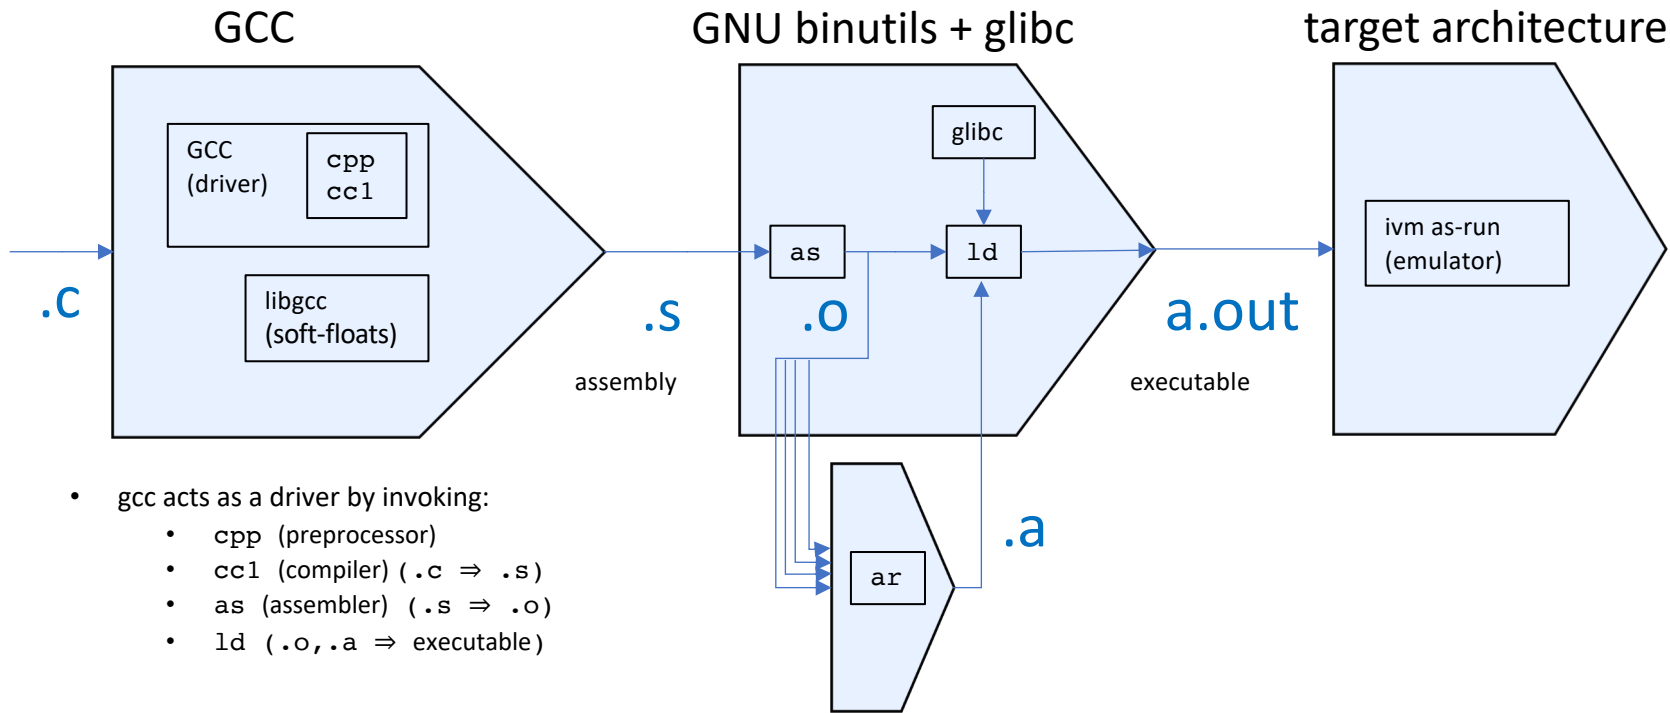 GCC
GNU binutils + glibc
target architecture
GCC
(driver)
cpp
cc1
libgcc
(soft-floats)
.c
.s
assembly
glibc
as
ld
.o
a.out
executable
ivm as-run
(emulator)
ar
.a
• gcc acts as a driver by invoking:
• cpp (preprocessor)
• cc1 (compiler) (.c ⇒ .s)
• as (assembler) (.s ⇒ .o)
• ld (.o,.a ⇒ executable)